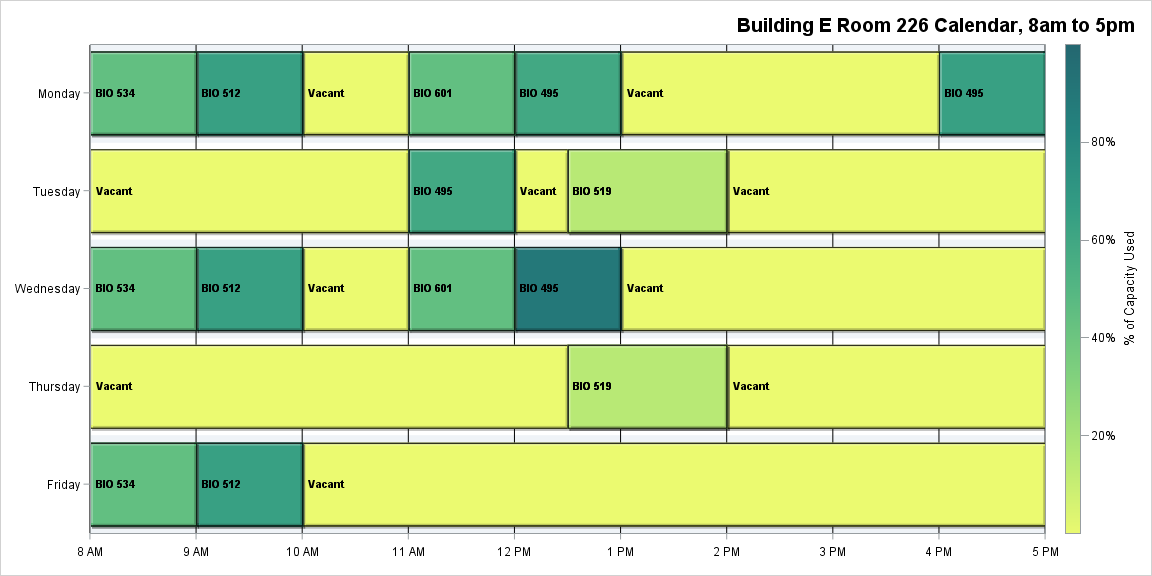 Building E Room 226 Calendar, 8am to 5pm
Monday
BIO 534
BIO 512
Vacant
BIO 601
BIO 495
Vacant
BIO 495
Tuesday
Vacant
BIO 495
Vacant
BIO 519
Vacant
Wednesday
BIO 534
BIO 512
Vacant
BIO 601
BIO 495
Vacant
Thursday
Vacant
BIO 519
Vacant
Friday
BIO 534
BIO 512
Vacant
8 AM
9 AM
10 AM
11 AM
12 PM
1 PM
2 PM
3 PM
4 PM
5 PM
80%
60%
40%
20%
% of Capacity Used